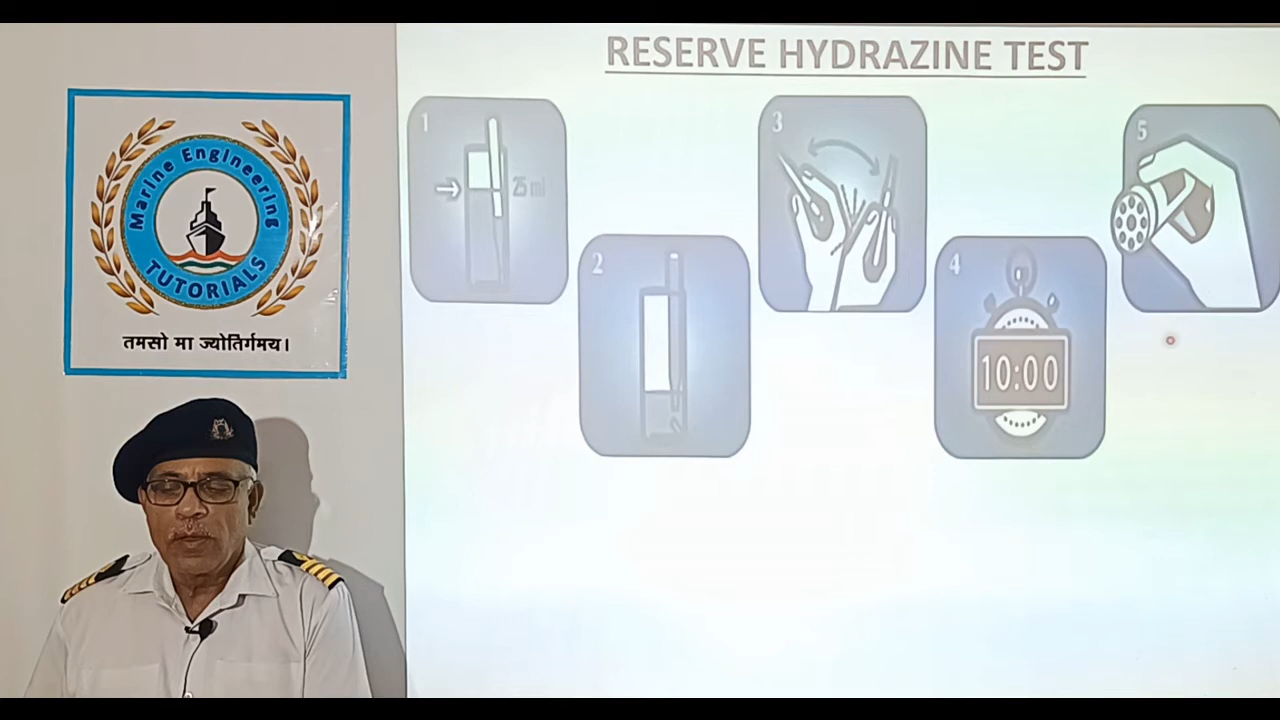 RESERVE HYDRAZINE TEST
Marine Engineering
TUTORIALS
तमसो मा ज्योतिर्गमय।
1
25 ml
2
3
4
10:00
5